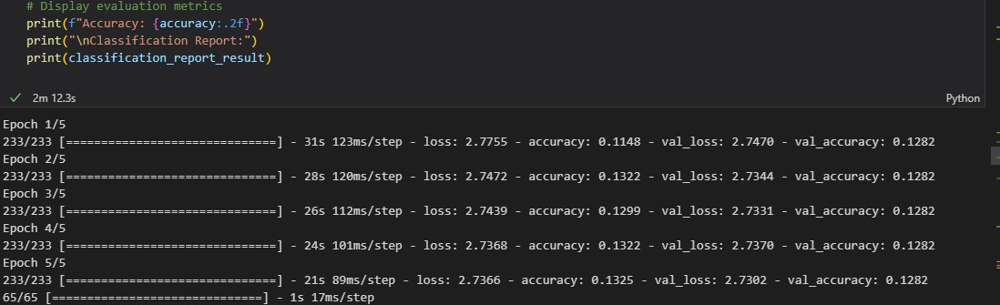 # Display evaluation metrics
print(f"Accuracy: {accuracy:.2f}")
print("\nClassification Report:")
print(classification_report_result)
2m 12.3s
Python
Epoch 1/5
233/233 [==============================] - 31s 123ms/step - loss: 2.7755 - accuracy: 0.1148 - val_loss: 2.7470 - val_accuracy: 0.1282
Epoch 2/5
233/233 [==============================] - 28s 120ms/step - loss: 2.7472 - accuracy: 0.1322 - val_loss: 2.7344 - val_accuracy: 0.1282
Epoch 3/5
233/233 [==============================] - 26s 112ms/step - loss: 2.7439 - accuracy: 0.1299 - val_loss: 2.7331 - val_accuracy: 0.1282
Epoch 4/5
233/233 [==============================] - 24s 101ms/step - loss: 2.7368 - accuracy: 0.1322 - val_loss: 2.7370 - val_accuracy: 0.1282
Epoch 5/5
233/233 [==============================] - 21s 89ms/step - loss: 2.7366 - accuracy: 0.1325 - val_loss: 2.7302 - val_accuracy: 0.1282
65/65 [==============================] - 1s 17ms/step